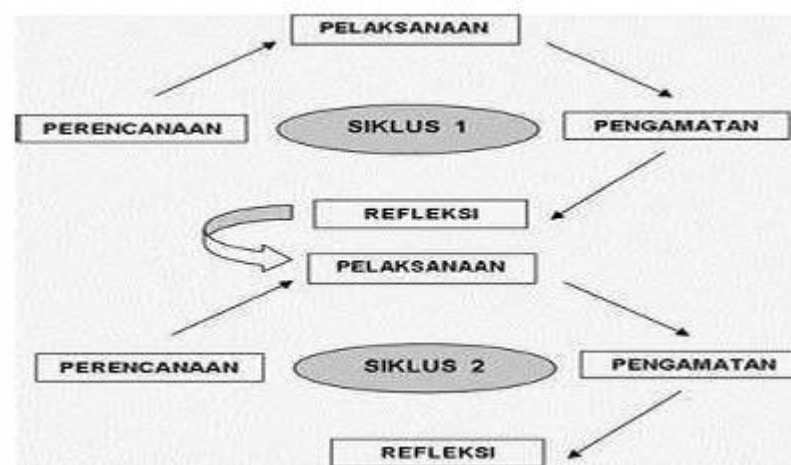 PELAKSANAAN
PERENCANAAN
SIKLUS 1
PENGAMATAN
REFLEKSI
PELAKSANAAN
PERENCANAAN
SIKLUS 2
PENGAMATAN
REFLEKSI